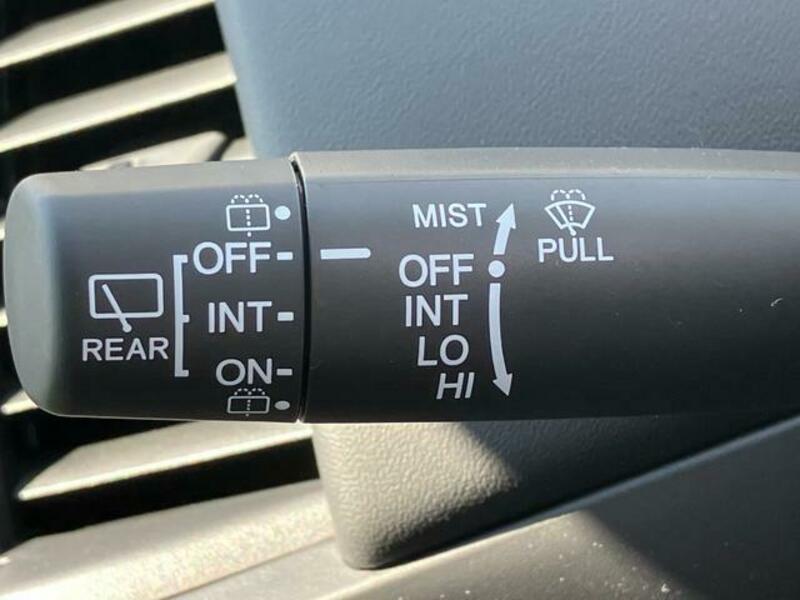 REAR
OFF
INT
ON
MIST
OFF
INT
LO
HI
PULL